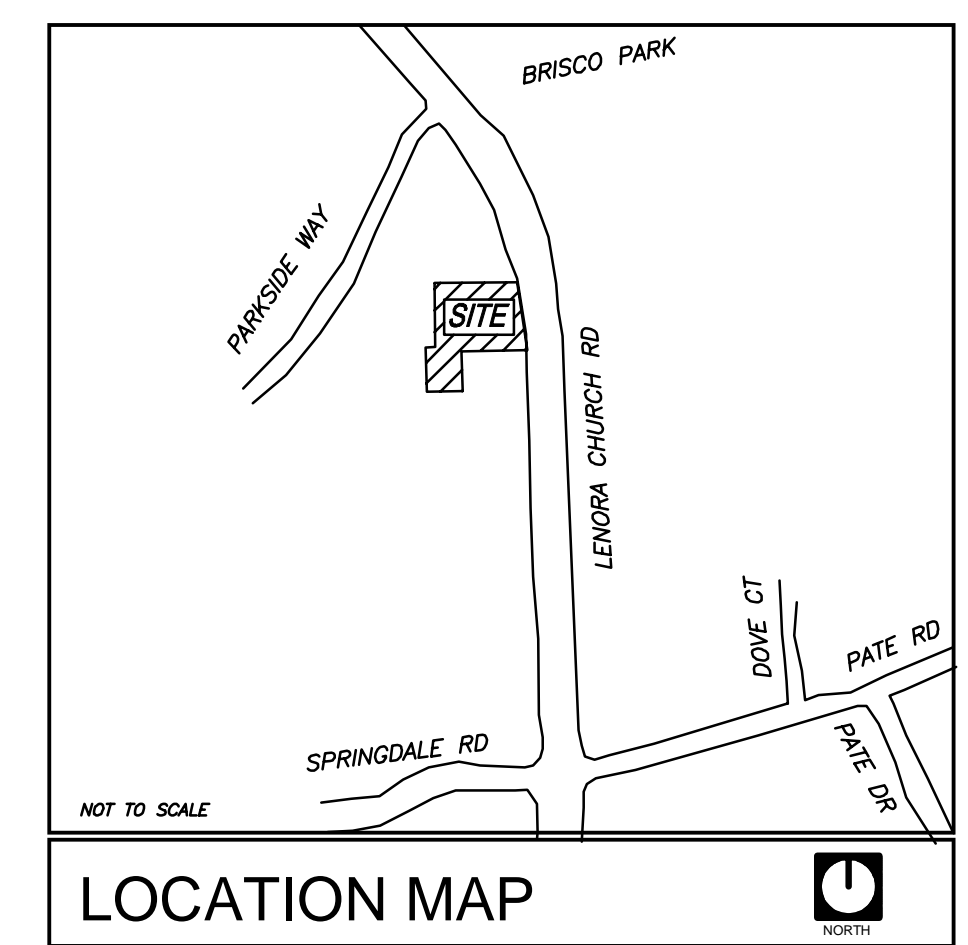 BRISCO PARK
PARKSIDE WAY
SITE
LENORA CHURCH RD
DOVE CT
PATE RD
SPRINGDALE RD
PATE DR
NOT TO SCALE
LOCATION MAP
NORTH